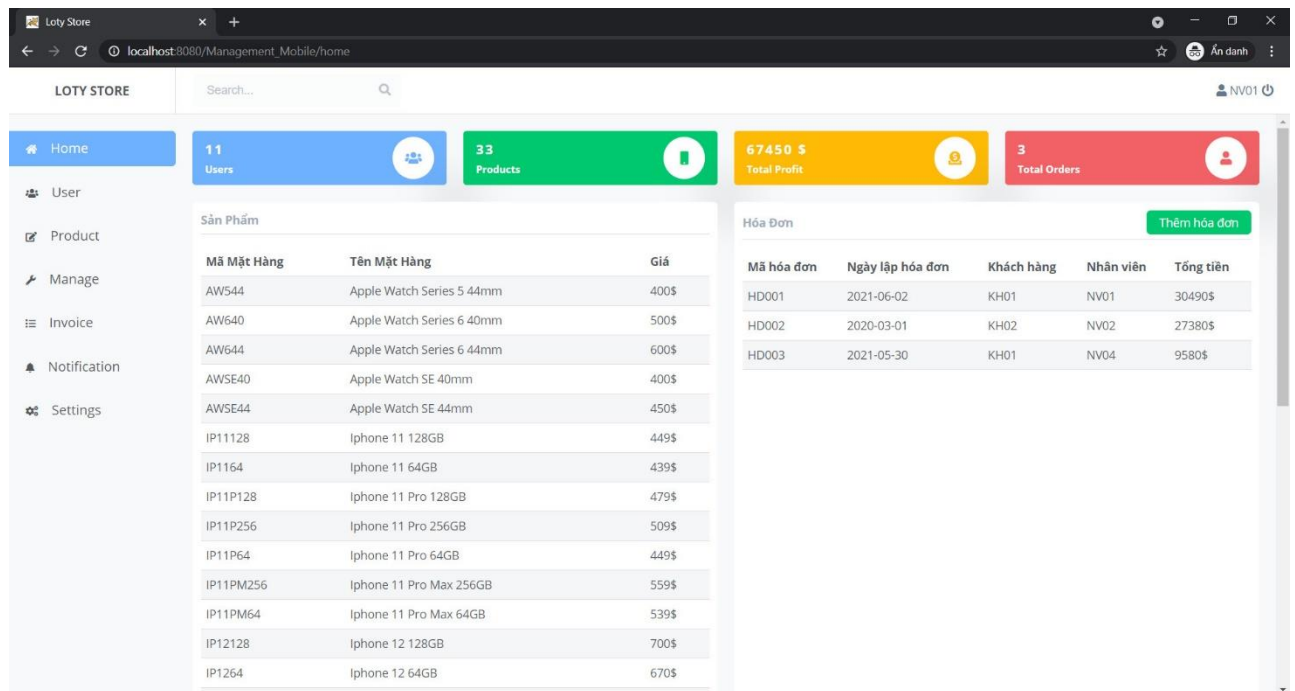 Loty Store
localhost:8080/Management_Mobile/home
Ẩn danh
LOTY STORE
Search...
NV01
Home
User
Product
Manage
Invoice
Notification
Settings
11
Users
33
Products
67450 $
Total Profit
3
Total Orders
Sản Phẩm
Mã Mặt Hàng Tên Mặt Hàng Giá
AW544 Apple Watch Series 5 44mm 400$
AW640 Apple Watch Series 6 40mm 500$
AW644 Apple Watch Series 6 44mm 600$
AWSE40 Apple Watch SE 40mm 400$
AWSE44 Apple Watch SE 44mm 450$
IP11128 Iphone 11 128GB 449$
IP1164 Iphone 11 64GB 439$
IP11P128 Iphone 11 Pro 128GB 479$
IP11P256 Iphone 11 Pro 256GB 509$
IP11P64 Iphone 11 Pro 64GB 449$
IP11PM256 Iphone 11 Pro Max 256GB 559$
IP11PM64 Iphone 11 Pro Max 64GB 539$
IP12128 Iphone 12 128GB 700$
IP1264 Iphone 12 64GB 670$
Hóa Đơn Thêm hóa đơn
Mã hóa đơn Ngày lập hóa đơn Khách hàng Nhân viên Tổng tiền
HD001 2021-06-02 KH01 NV01 30490$
HD002 2020-03-01 KH02 NV02 27380$
HD003 2021-05-30 KH01 NV04 9580$